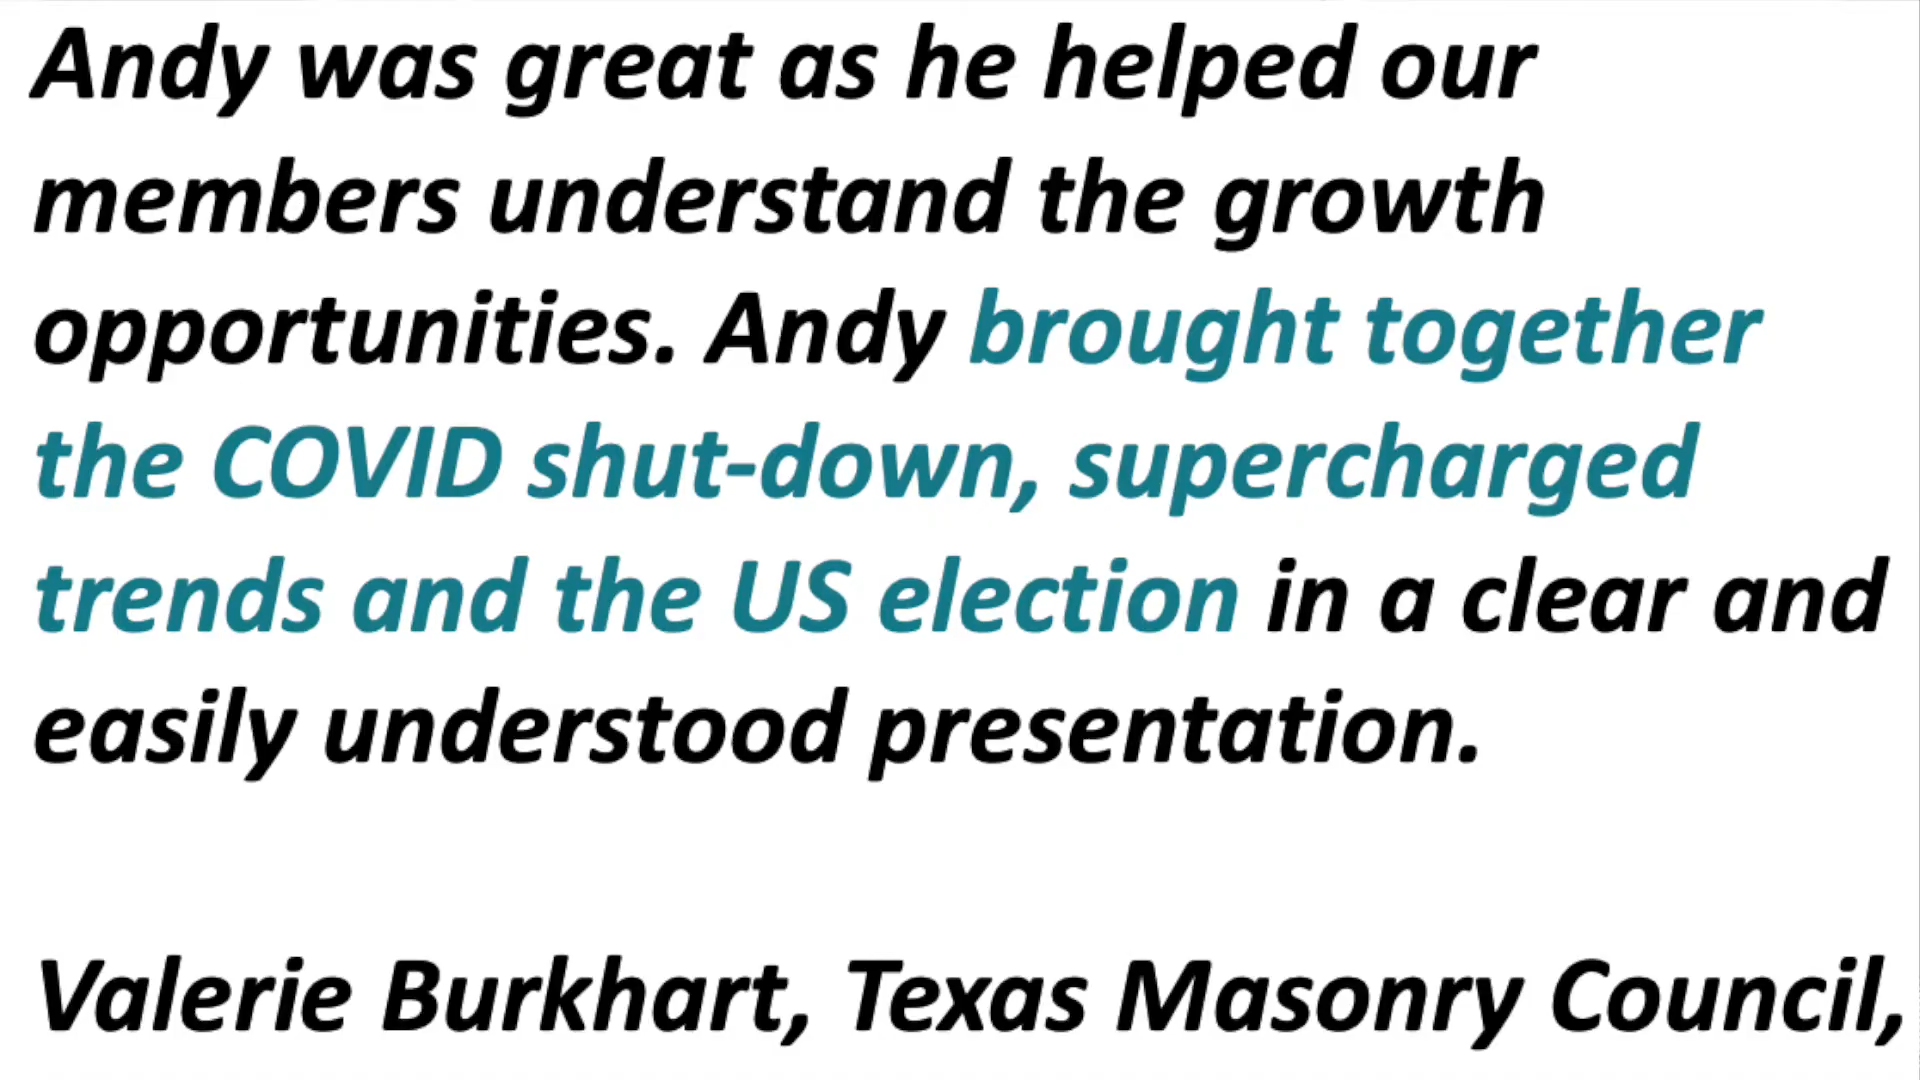 Andy was great as he helped our
members understand the growth
opportunities. Andy brought together
the COVID shut-down, supercharged
trends and the US election in a clear and
easily understood presentation.
Valerie Burkhart, Texas Masonry Council,